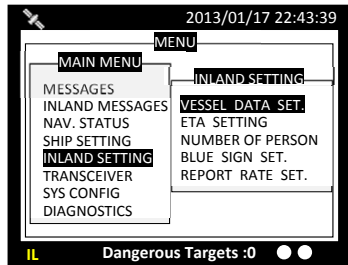 2013/01/17 22:43:39
MENU
MAIN MENU
MESSAGES
INLAND MESSAGES
NAV. STATUS
SHIP SETTING
INLAND SETTING
TRANSCEIVER
SYS CONFIG
DIAGNOSTICS
INLAND SETTING
VESSEL DATA SET.
ETA SETTING
NUMBER OF PERSON
BLUE SIGN SET.
REPORT RATE SET.
IL Dangerous Targets :0